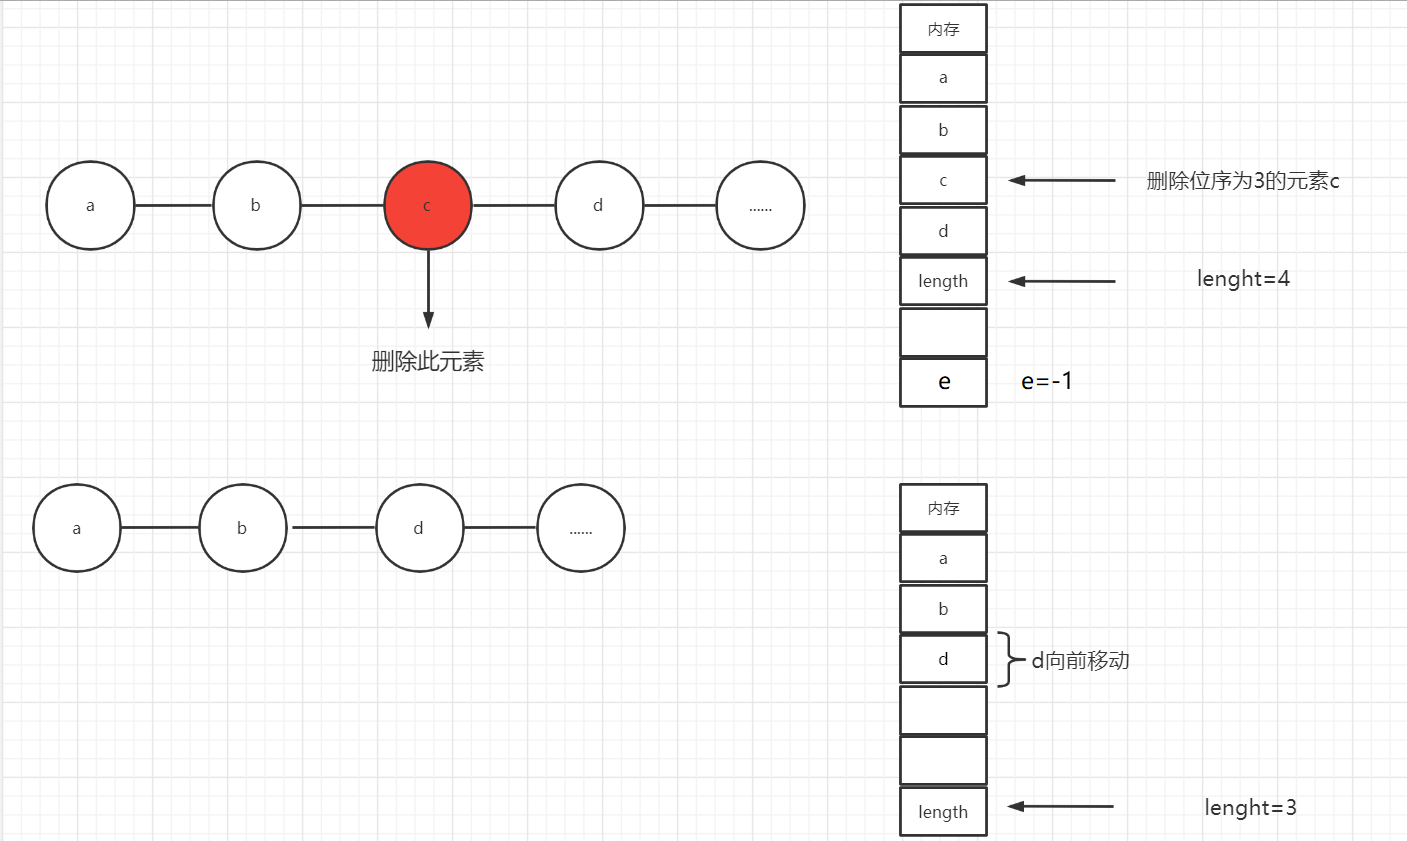 a
b
c
d
......
删除此元素
内存
a
b
c
删除位序为3的元素c
d
length
lenght=4
e
e=-1
a
b
d
......
内存
a
b
d
d向前移动
length
lenght=3